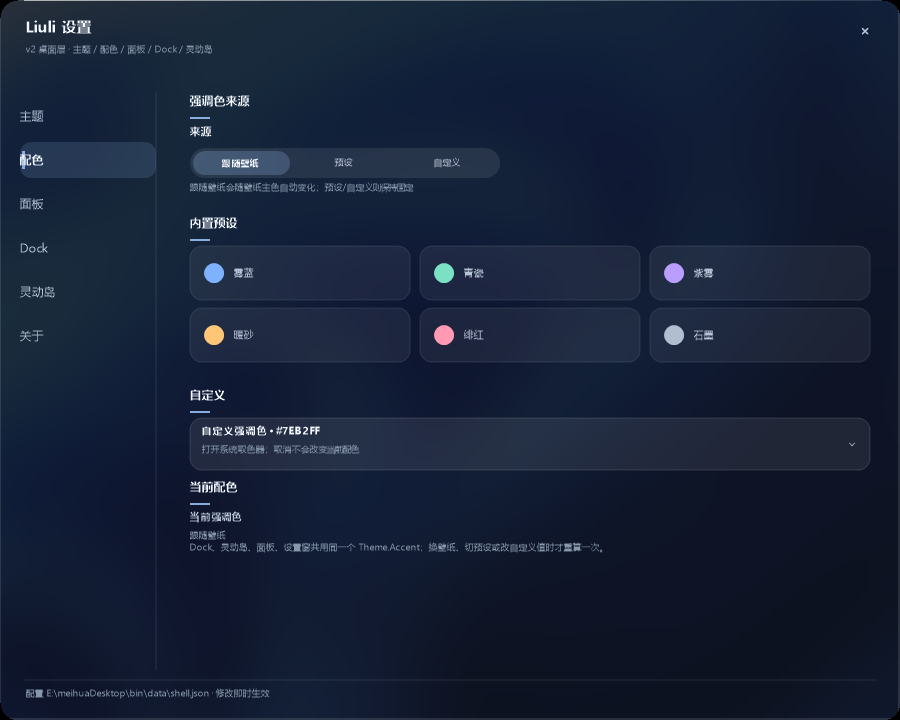 Liuli 设置
v2 桌面层 · 主题 / 配色 / 面板 / Dock / 灵动岛
×
主题
配色
面板
Dock
灵动岛
关于
强调色来源
来源
跟随壁纸
预设
自定义
跟随壁纸会随壁纸主色自动变化；预设/自定义则保持固定
内置预设
雾蓝
青瓷
紫雾
暖砂
绯红
石墨
自定义
自定义强调色 • #7EB2FF
打开系统取色器；取消不会改变当前配色
当前配色
当前强调色
跟随壁纸
Dock、灵动岛、面板、设置窗共用同一个 Theme.Accent；换壁纸、切预设或改自定义值时才重算一次。
配置 E:\meihuaDesktop\bin\data\shell.json · 修改即时生效